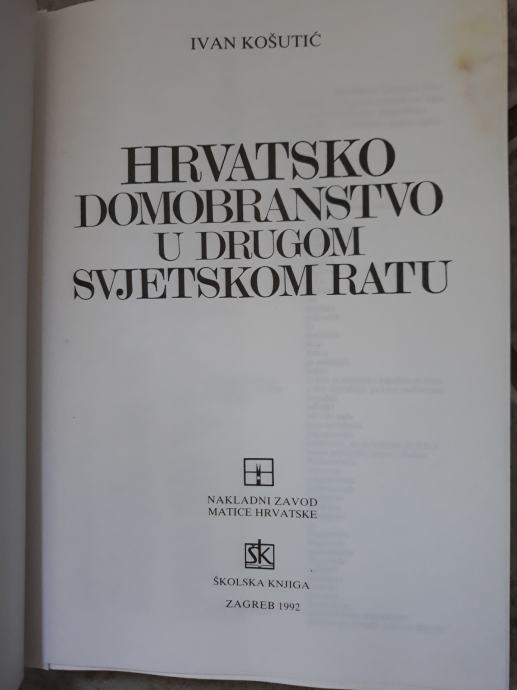 IVAN KOŠUTIĆ
HRVATSKO
DOMOBRANSTVO
U DRUGOM
SVJETSKOM RATU
NAKLADNI ZAVOD
MATICE HRVATSKE
šk
ŠKOLSKA KNJIGA
ZAGREB 1992